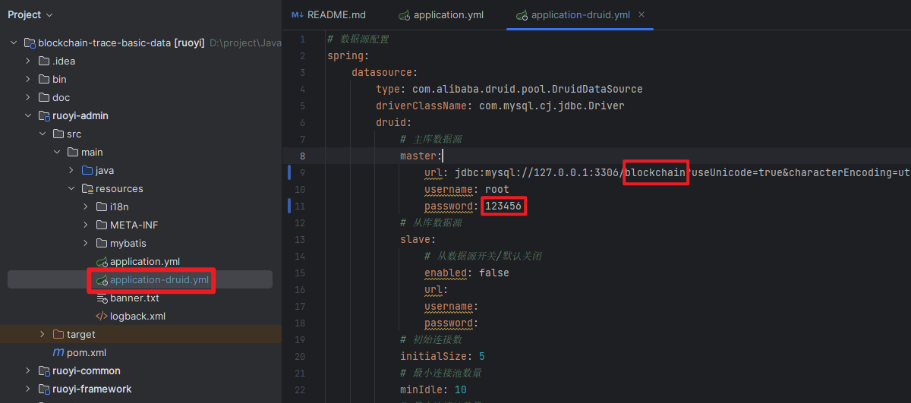 Project
blockchain-trace-basic-data [ruoyi] D:\project\Java
.idea
bin
doc
ruoyi-admin
src
main
java
resources
i18n
META-INF
mybatis
application.yml
application-druid.yml
banner.txt
logback.xml
target
pom.xml
ruoyi-common
ruoyi-framework
README.md application.yml application-druid.yml
1 # 数据源配置
2 spring:
3 datasource:
4 type: com.alibaba.druid.pool.DruidDataSource
5 driverClassName: com.mysql.cj.jdbc.Driver
6 druid:
7 # 主库数据源
8 master:
9 url: jdbc:mysql://127.0.0.1:3306/blockchain?useUnicode=true&characterEncoding=ut
10 username: root
11 password: 123456
12 # 从库数据源
13 slave:
14 # 从数据源开关/默认关闭
15 enabled: false
16 url:
17 username:
18 password:
19 # 初始连接数
20 initialSize: 5
21 # 最小连接池数量
22 minIdle: 10